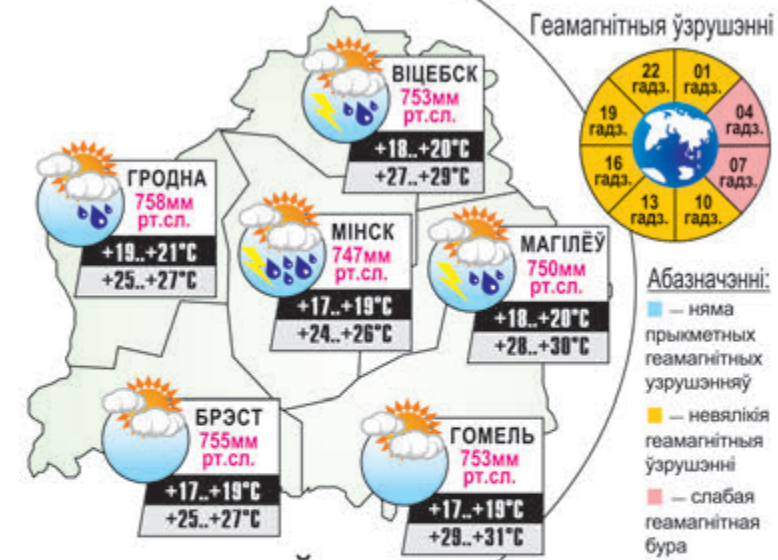 Геамагнітныя ўзрушэнні
22
гадз.
01
гадз.
19
гадз.
04
гадз.
16
гадз.
07
гадз.
13
гадз.
10
гадз.
ВІЦЕБСК
753мм
рт.сл.
+18..+20°C
+27..+29°C
ГРОДНА
758мм
рт.сл.
+19..+21°C
+25..+27°C
МІНСК
747мм
рт.сл.
+17..+19°C
+24..+26°C
МАГІЛЁЎ
750мм
рт.сл.
+18..+20°C
+28..+30°C
БРЭСТ
755мм
рт.сл.
+17..+19°C
+25..+27°C
ГОМЕЛЬ
753мм
рт.сл.
+17..+19°C
+29..+31°C
Абазначэнні:
— няма
прыкметных
геамагнітных
узрушэнняў
— невялікія
геамагнітныя
ўзрушэнні
— слабая
геамагнітная
бура